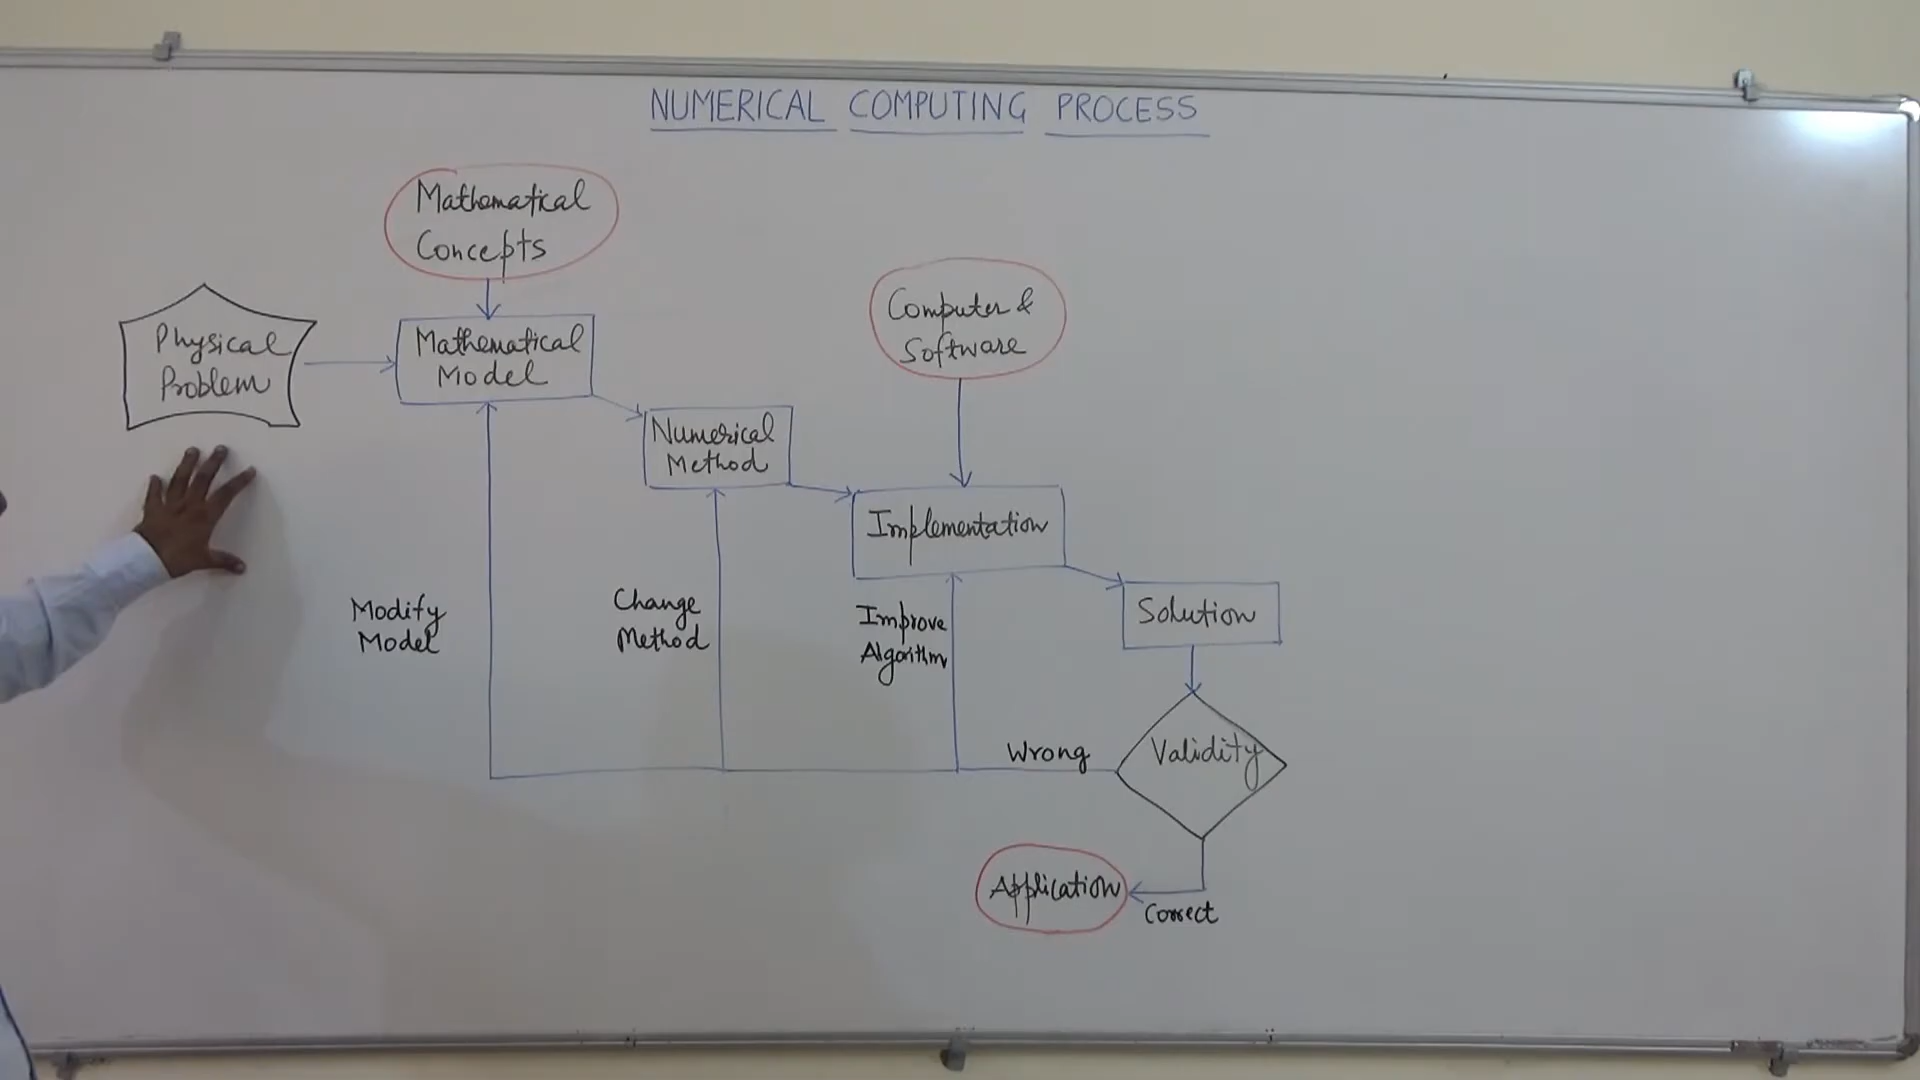 NUMERICAL COMPUTING PROCESS
Mathematical
Concepts
Physical
Problem
Mathematical
Model
Computer &
Software
Numerical
Method
Implementation
Solution
Modify
Model
Change
Method
Improve
Algorithm
Wrong
Validity
Application
Correct